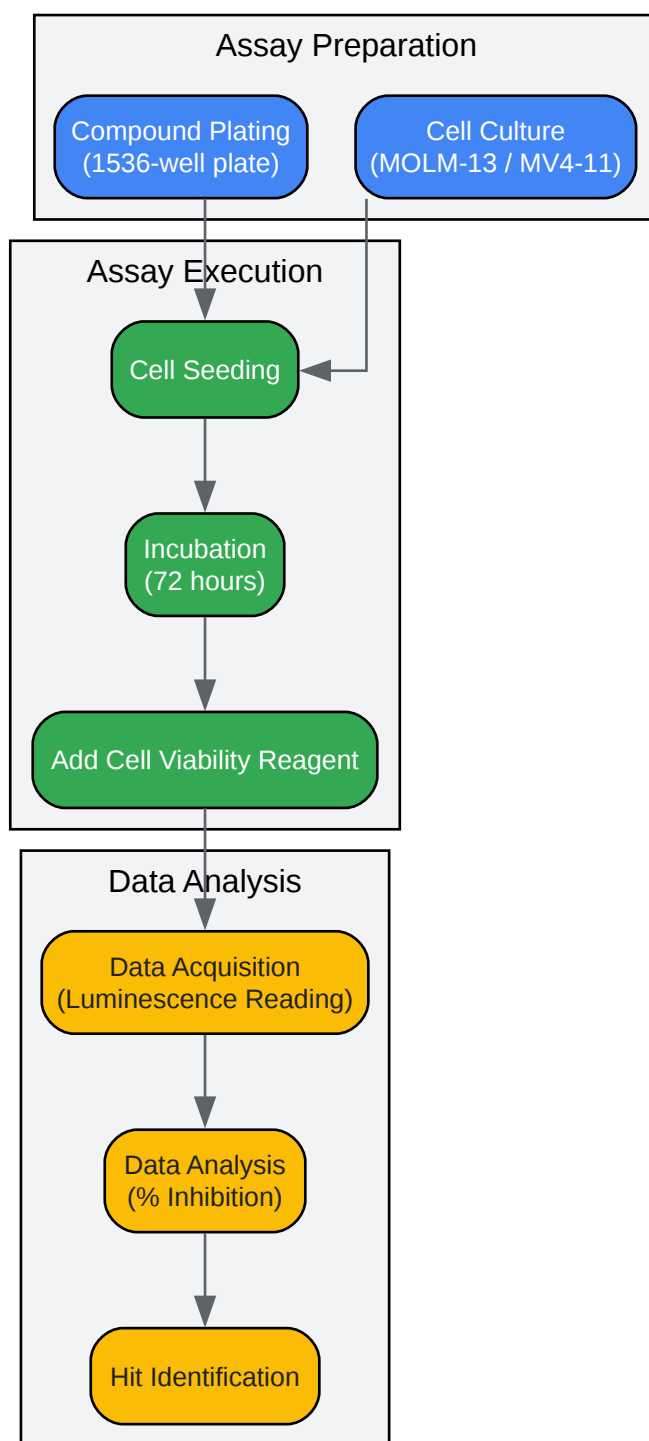 Assay Preparation
Compound Plating
(1536-well plate)
Cell Culture
(MOLM-13 / MV4-11)
Assay Execution
Cell Seeding
Incubation
(72 hours)
Add Cell Viability Reagent
Data Analysis
Data Acquisition
(Luminescence Reading)
Data Analysis
(% Inhibition)
Hit Identification